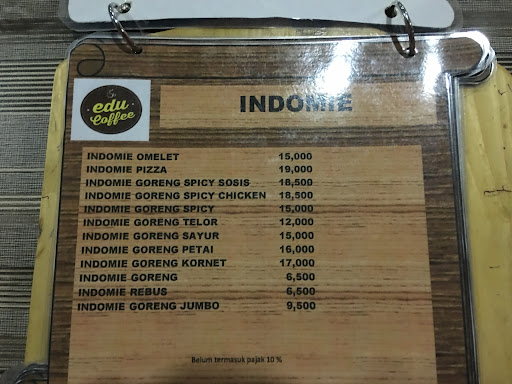 edu
Coffee
INDOMIE
INDOMIE OMELET 15,000
INDOMIE PIZZA 19,000
INDOMIE GORENG SPICY SOSIS 18,500
INDOMIE GORENG SPICY CHICKEN 18,500
INDOMIE GORENG SPICY 15,000
INDOMIE GORENG TELOR 12,000
INDOMIE GORENG SAYUR 15,000
INDOMIE GORENG PETAI 16,000
INDOMIE GORENG KORNET 17,000
INDOMIE GORENG 6,500
INDOMIE REBUS 6,500
INDOMIE GORENG JUMBO 9,500
Belum termasuk pajak 10 %